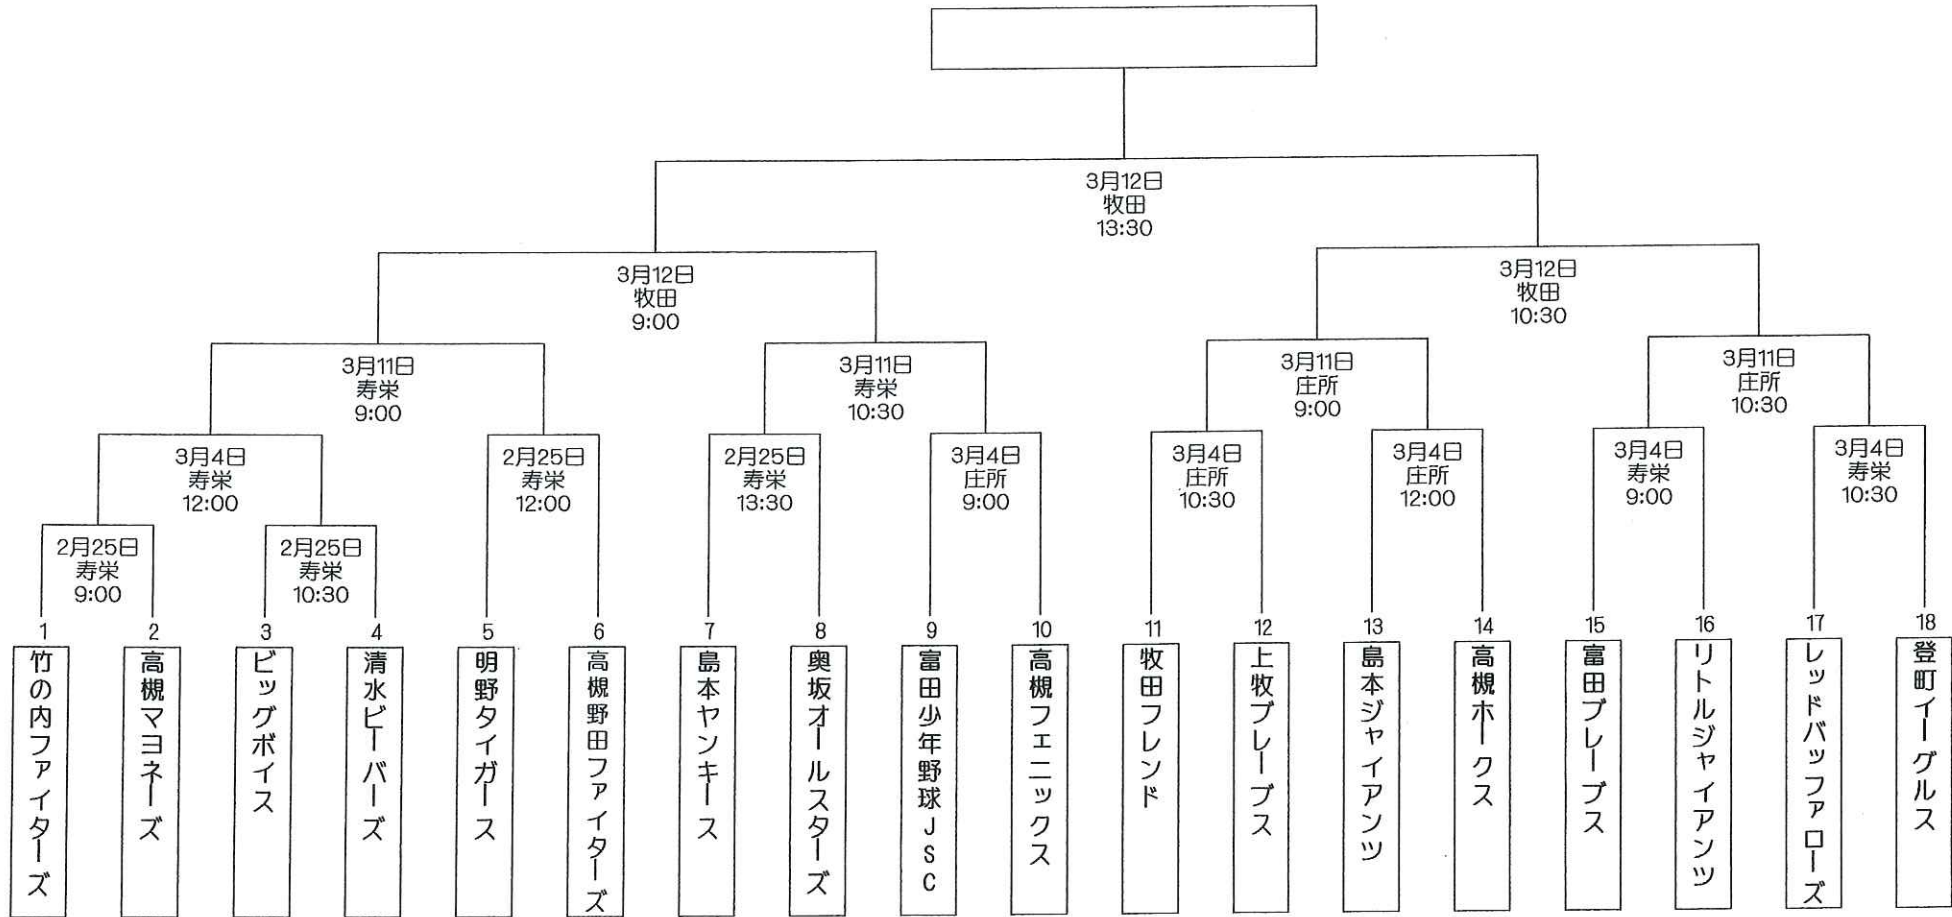 3月12日
牧田
13:30
3月12日
牧田
9:00
3月12日
牧田
10:30
3月11日
寿栄
9:00
3月11日
寿栄
10:30
3月11日
庄所
9:00
3月11日
庄所
10:30
3月4日
寿栄
12:00
2月25日
寿栄
12:00
2月25日
寿栄
13:30
3月4日
庄所
9:00
3月4日
庄所
10:30
3月4日
庄所
12:00
3月4日
寿栄
9:00
3月4日
寿栄
10:30
2月25日
寿栄
9:00
2月25日
寿栄
10:30
1
竹の内ファイターズ
2
高槻マヨネーズ
3
ビッグボイス
4
清水ビーバーズ
5
明野タイガース
6
高槻野田ファイターズ
7
島本ヤンキース
8
奥坂オールスターズ
9
富田少年野球JSC
10
高槻フェニックス
11
牧田フレンド
12
上牧ブレーブス
13
島本ジャイアンツ
14
高槻ホークス
15
富田ブレーブス
16
リトルジャイアンツ
17
レッドバッファローズ
18
登町イーグルス